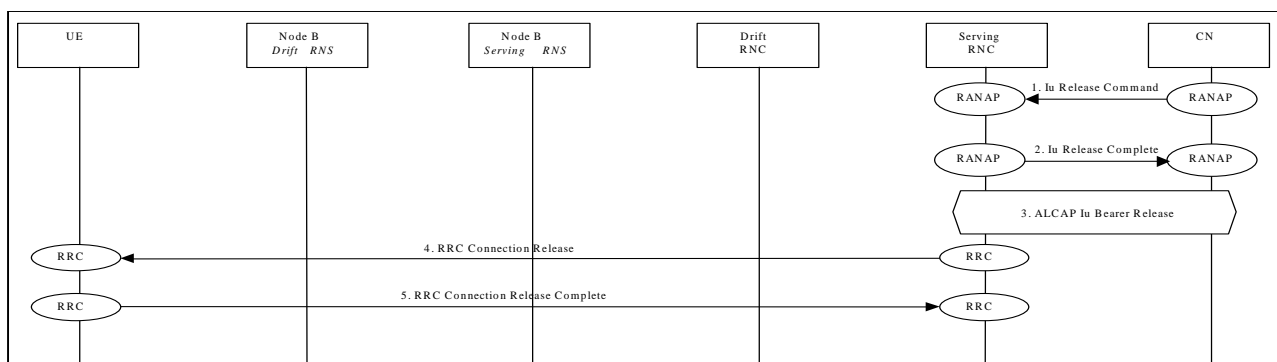 UE
Node B
Drift RNS
Node B
Serving RNS
Drift
RNC
Serving
RNC
CN
RANAP
1. Iu Release Command
RANAP
RANAP
2. Iu Release Complete
RANAP
3. ALCAP Iu Bearer Release
RRC
4. RRC Connection Release
RRC
RRC
5. RRC Connection Release Complete
RRC